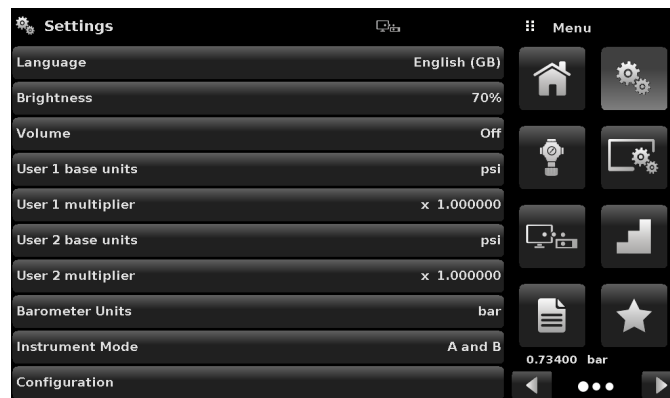 Settings
Language English (GB)
Brightness 70%
Volume Off
User 1 base units psi
User 1 multiplier x 1.000000
User 2 base units psi
User 2 multiplier x 1.000000
Barometer Units bar
Instrument Mode A and B
Configuration
Menu
0.73400 bar